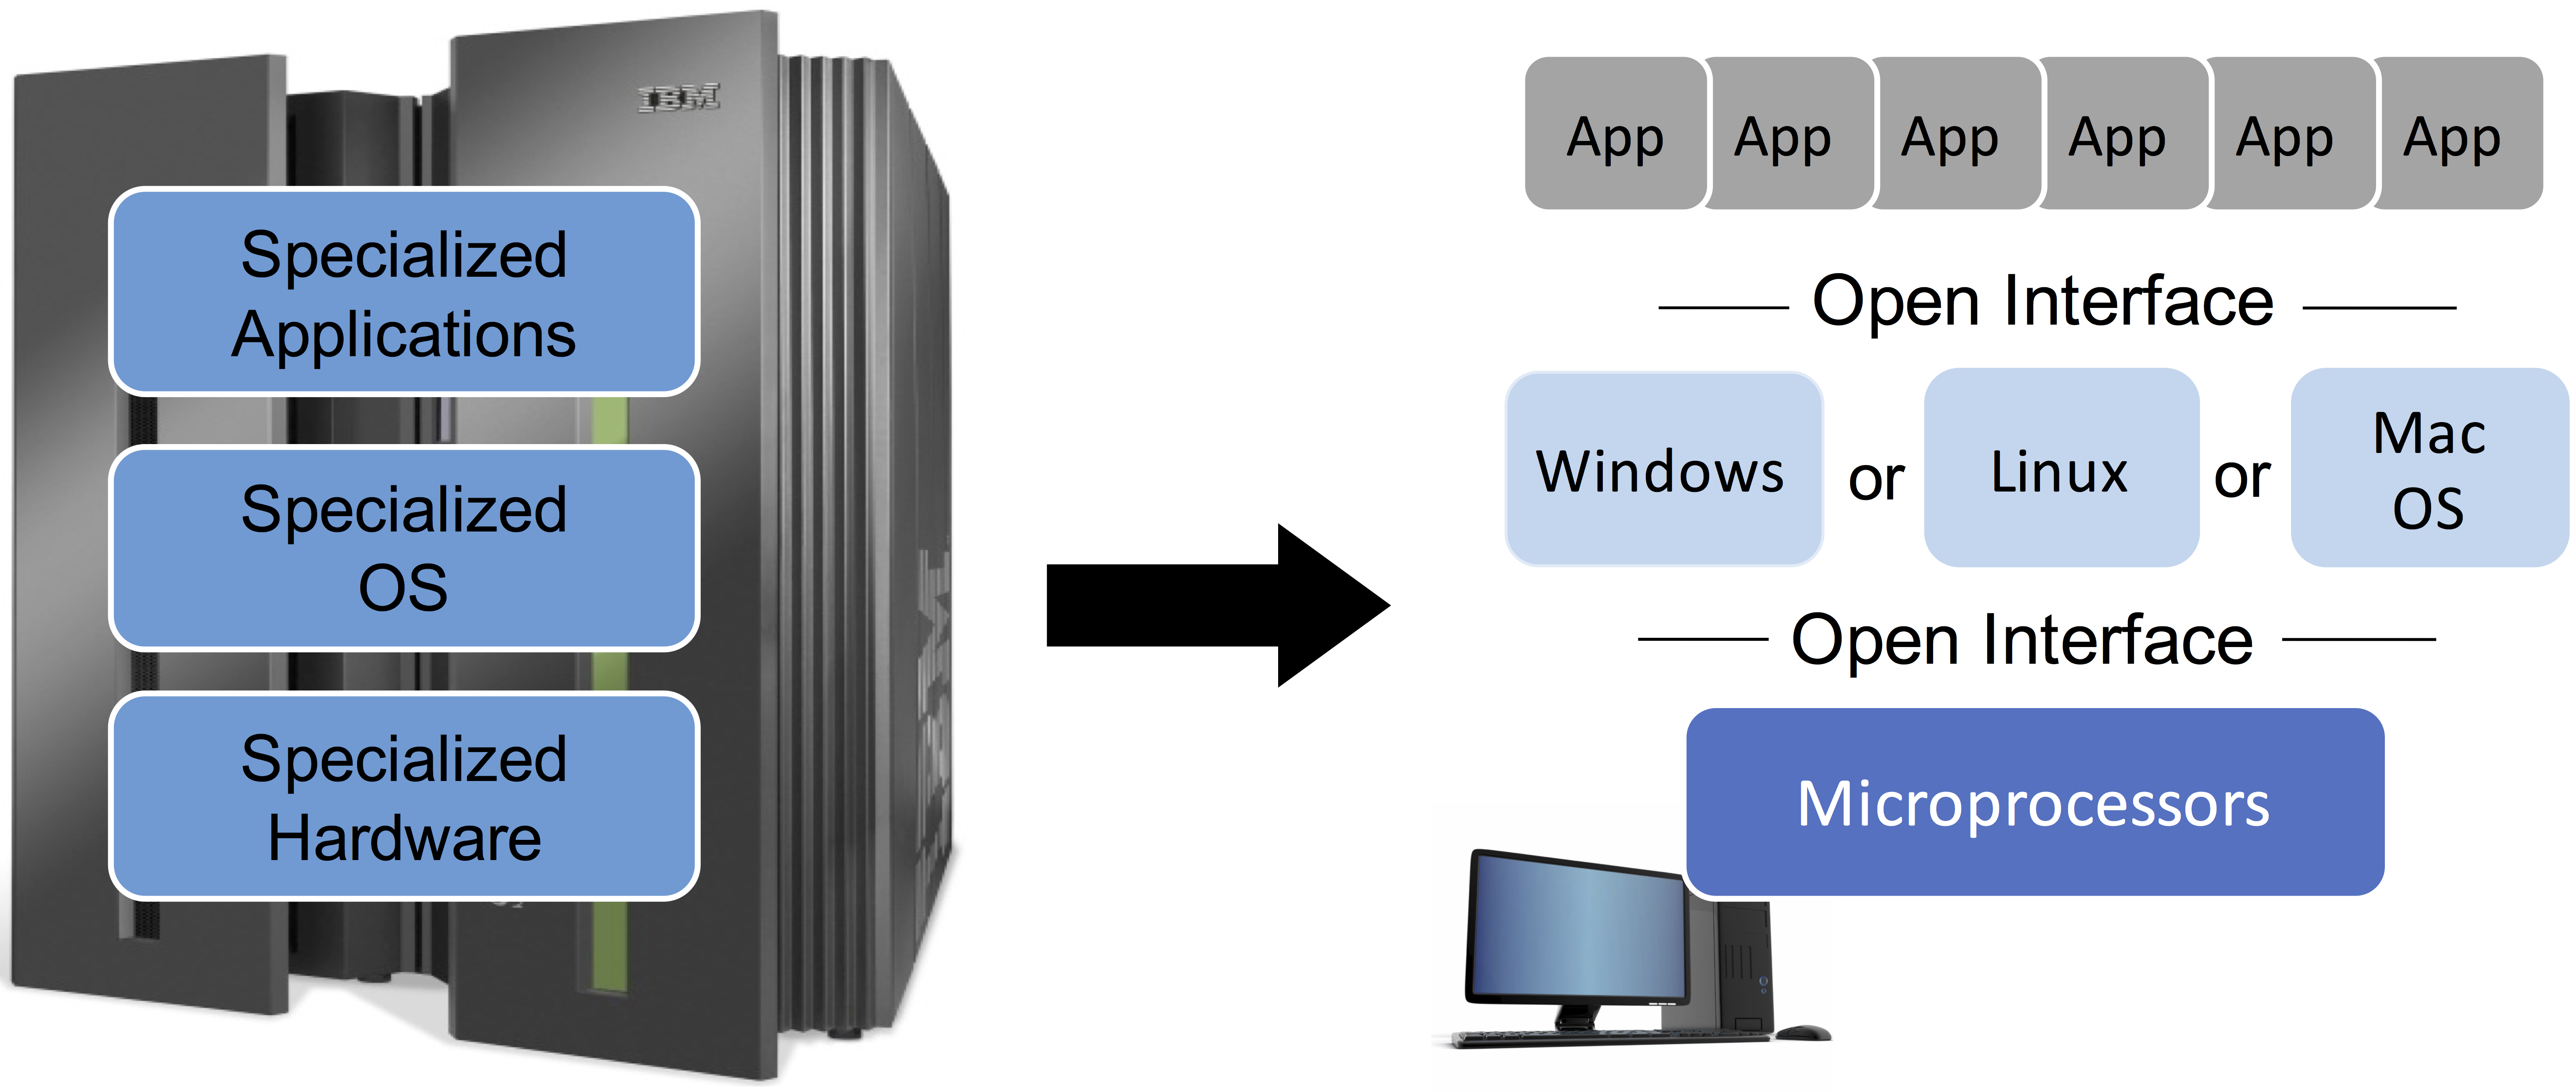 IBM
Specialized
Applications
Specialized
OS
Specialized
Hardware
App App App App App App
Open Interface
Windows or Linux or Mac
OS
Open Interface
Microprocessors